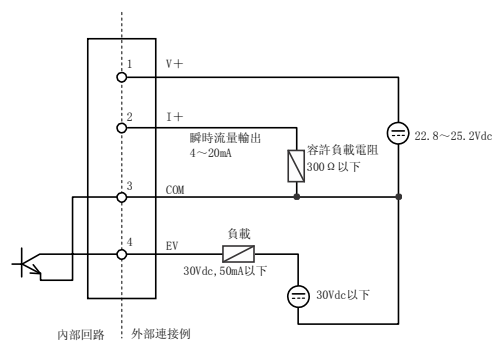 1 V+
2 I+
瞬時流量輸出
4～20mA
容許負載電阻
300Ω以下
22.8～25.2Vdc
3 COM
負載
4 EV
30Vdc,50mA以下
30Vdc以下
內部回路 外部連接例